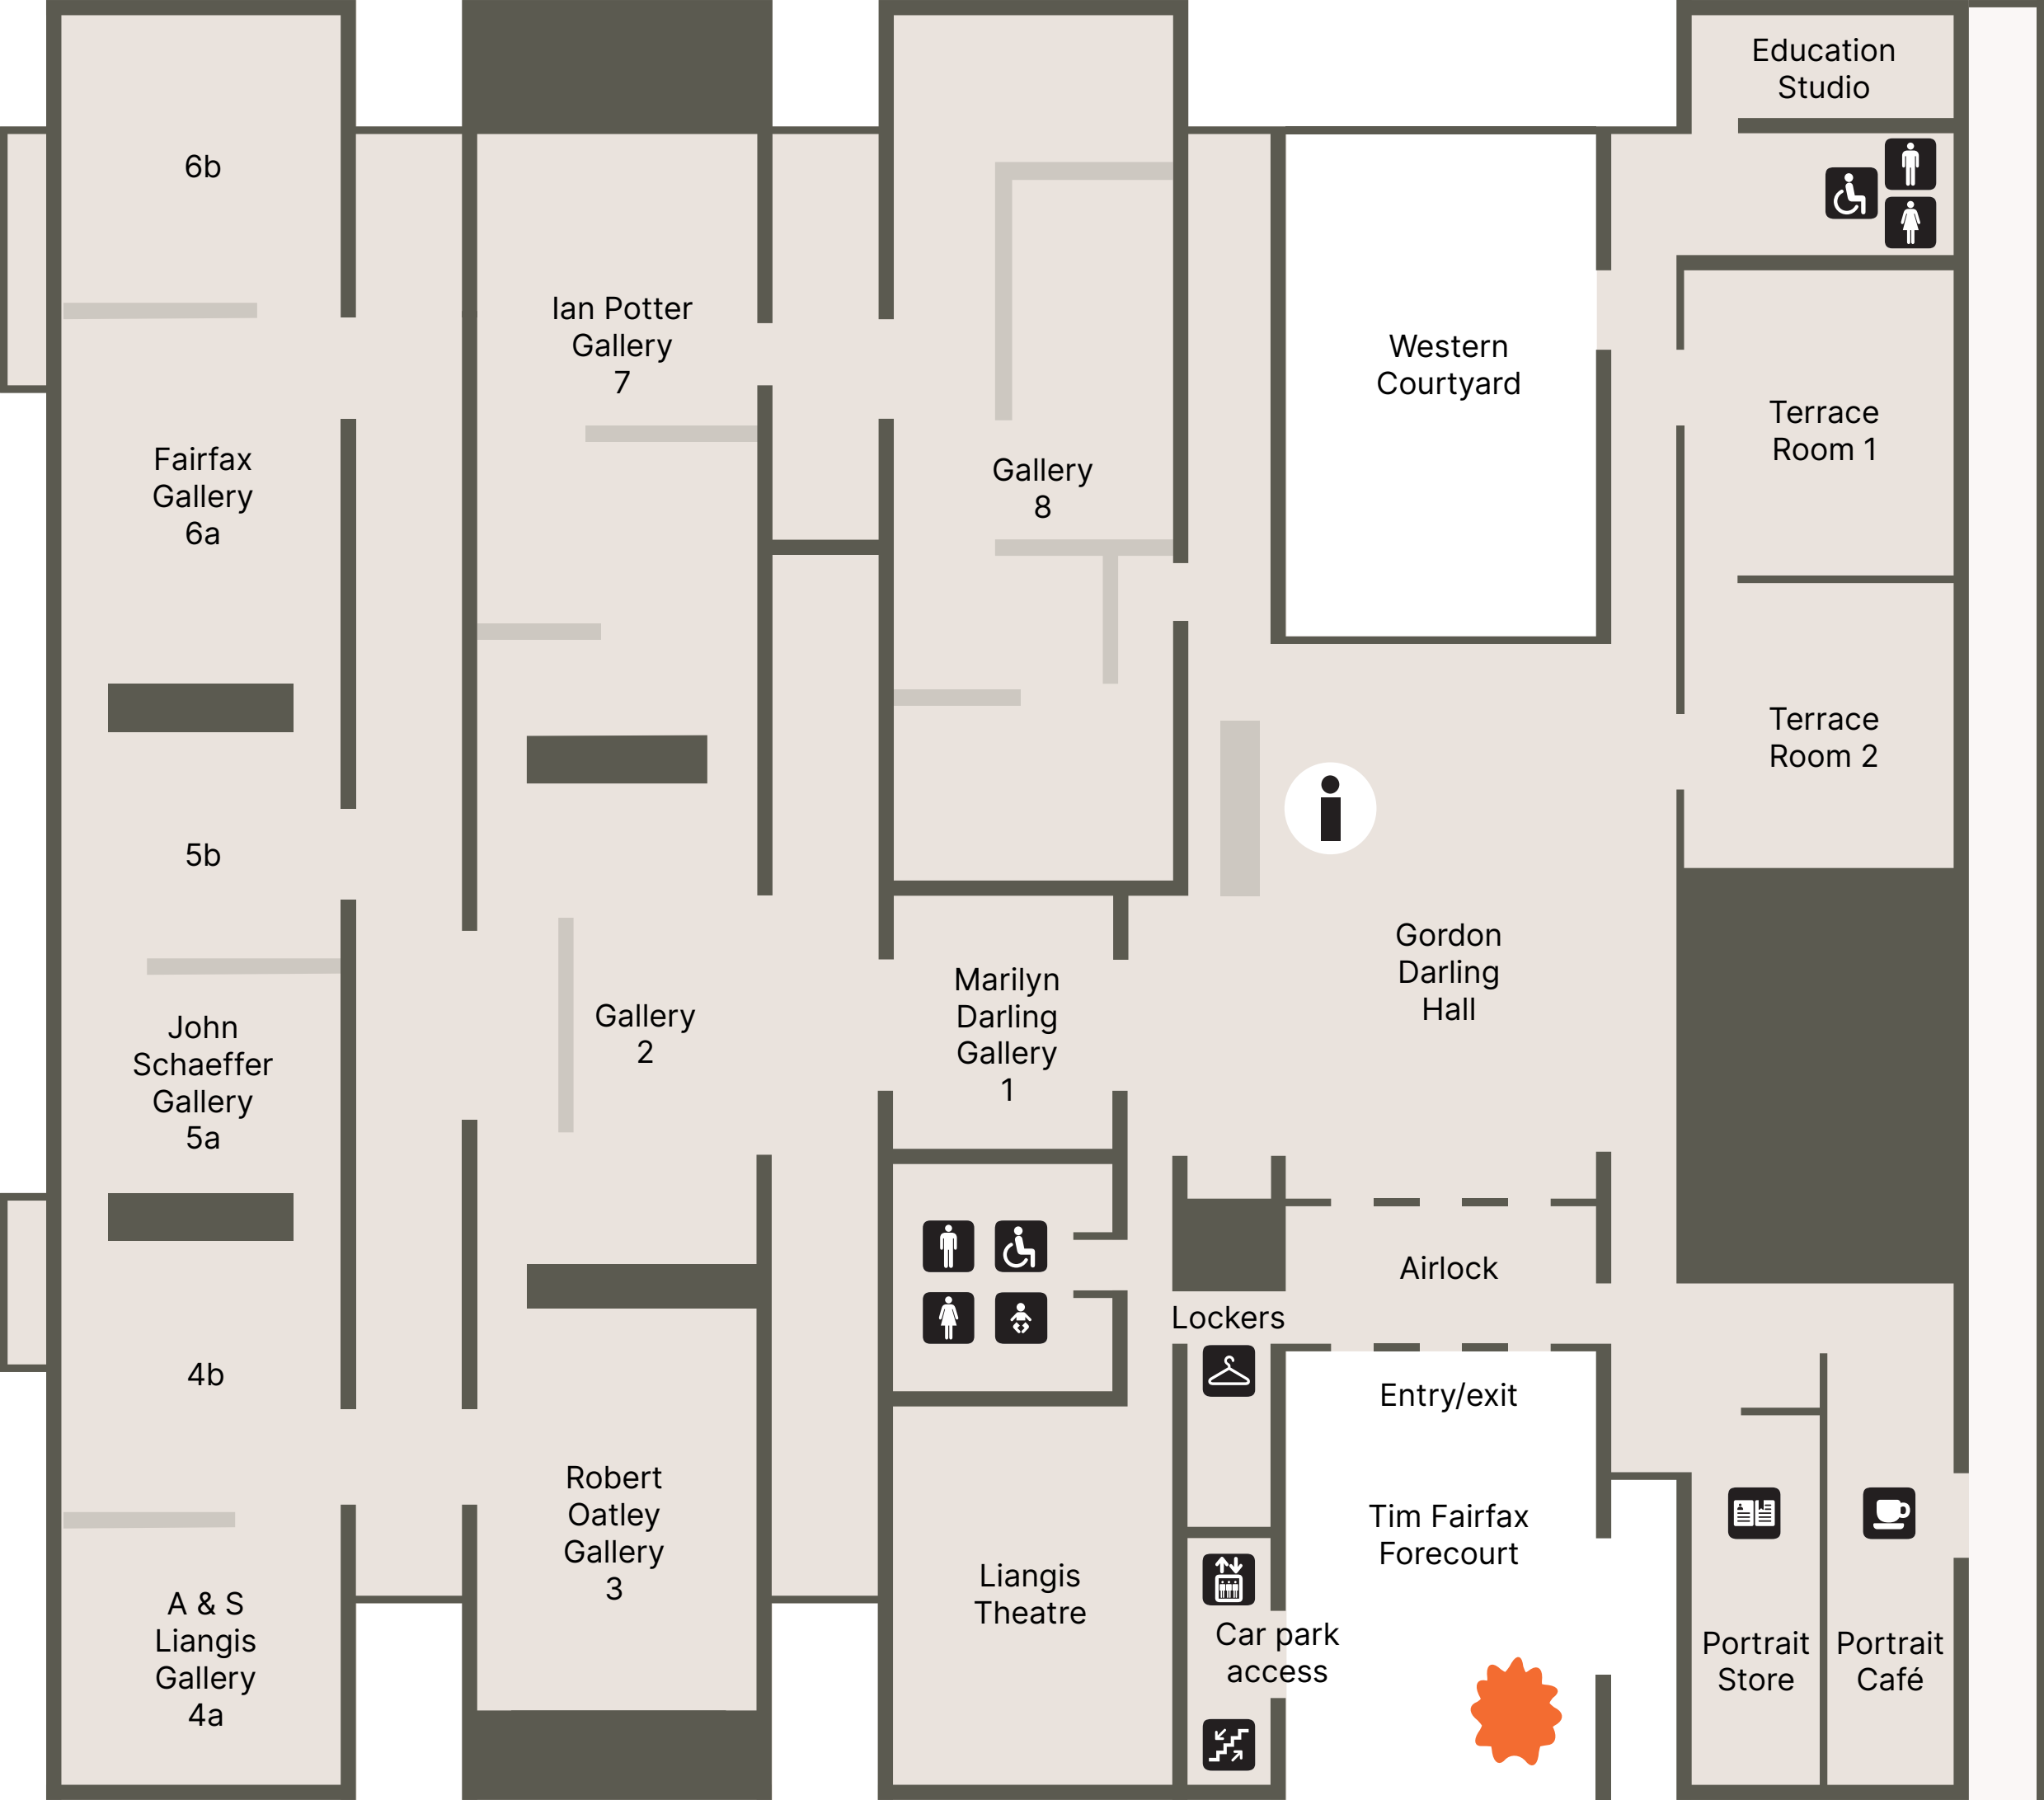 Education
Studio
6b
Ian Potter
Gallery
7
Western
Courtyard
Terrace
Room 1
Fairfax
Gallery
6a
Gallery
8
Terrace
Room 2
5b
Gordon
Darling
Hall
Marilyn
Darling
Gallery
1
Gallery
2
John
Schaeffer
Gallery
5a
Airlock
Lockers
4b
Entry/exit
Robert
Oatley
Gallery
3
Tim Fairfax
Forecourt
Liangis
Theatre
A & S
Liangis
Gallery
4a
Car park
access
Portrait
Store
Portrait
Café